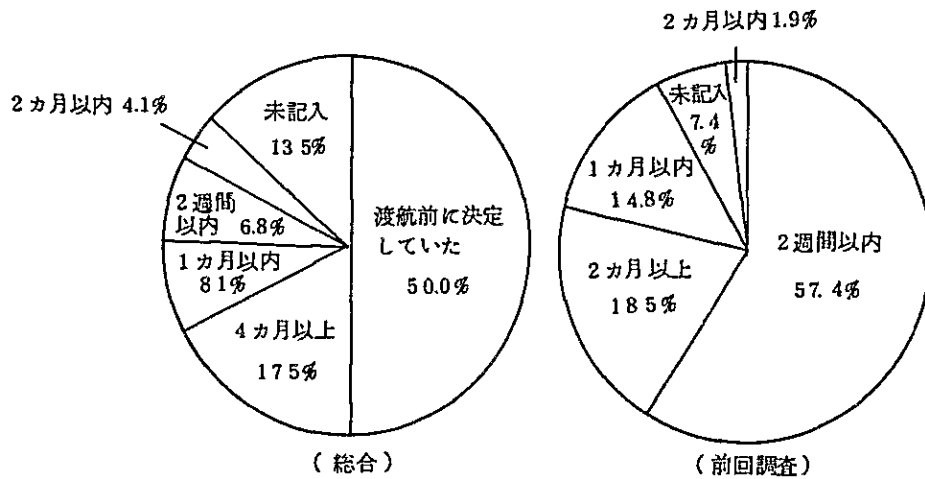 2カ月以内 4.1%
未記入
13 5%
2週間
以内 6.8%
1カ月以内
8 1%
4カ月以上
17 5%
渡航前に決定
していた
50.0%
(総合)
2カ月以内 1.9%
未記入
7.4
%
1カ月以内
14.8%
2カ月以上
18 5%
2週間以内
57.4%
(前回調査)